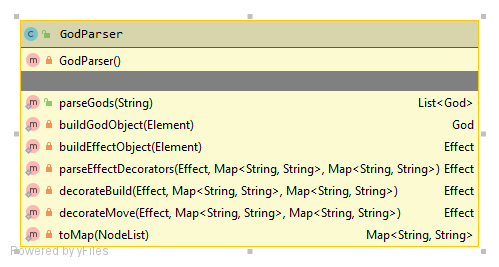 C GodParser
m GodParser()
m parseGods(String) List<God>
m buildGodObject(Element) God
m buildEffectObject(Element) Effect
m parseEffectDecorators(Effect, Map<String, String>, Map<String, String>) Effect
m decorateBuild(Effect, Map<String, String>, Map<String, String>) Effect
m decorateMove(Effect, Map<String, String>, Map<String, String>) Effect
m toMap(NodeList) Map<String, String>
Powered by yFiles